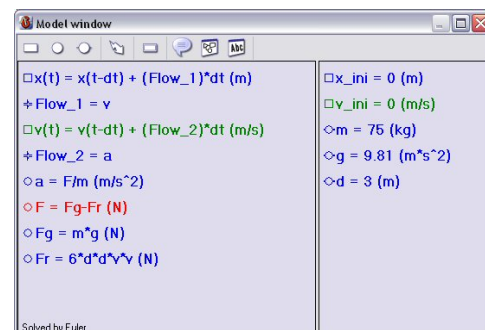 Model window
Abc
□x(t) = x(t-dt) + (Flow_1)*dt (m)
Flow_1 = v
□v(t) = v(t-dt) + (Flow_2)*dt (m/s)
Flow_2 = a
a = F/m (m/s^2)
F = Fg-Fr (N)
Fg = m*g (N)
Fr = 6*d*d*v*v (N)
Solved by Euler
□x_ini = 0 (m)
□v_ini = 0 (m/s)
m = 75 (kg)
g = 9.81 (m*s^2)
d = 3 (m)